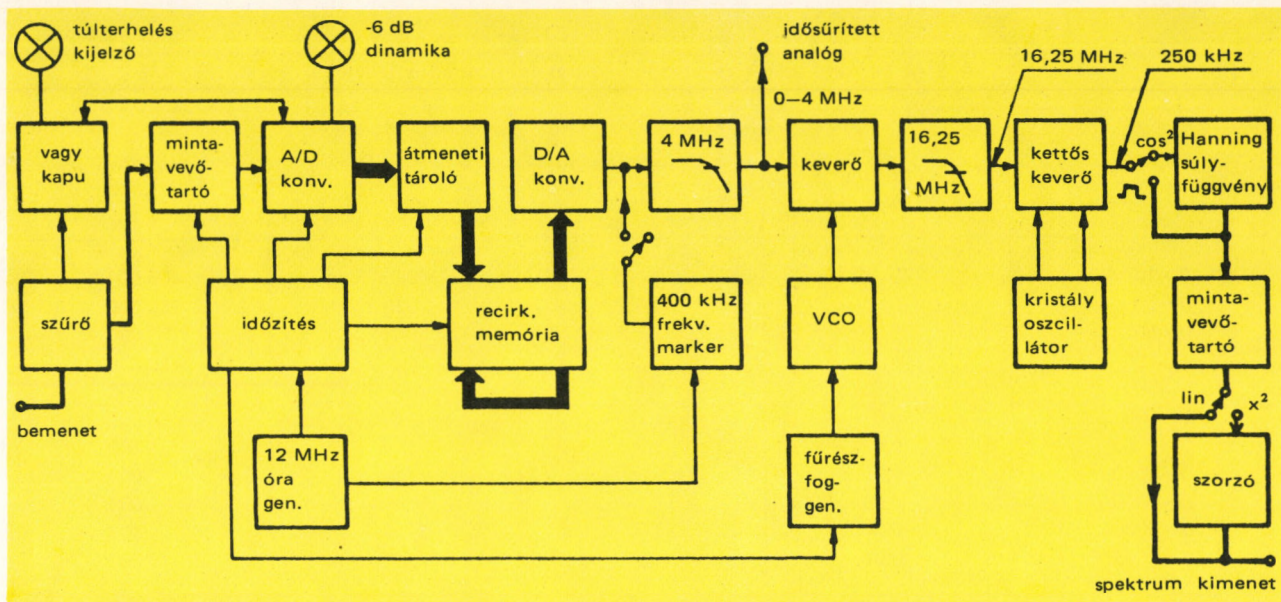 túlterhelés
kijelző
-6 dB
dinamika
idősűrített
analóg
0—4 MHz
16,25 MHz
250 kHz
vagy
kapu
minta-
vevő-
tartó
A/D
konv.
átmeneti
tároló
D/A
konv.
4 MHz
keverő
16,25
MHz
kettős
keverő
cos²
Hanning
súly-
függvény
szűrő
időzítés
recirk.
memória
400 kHz
frekv.
marker
VCO
kristály
oszcil-
látor
minta-
vevő-
tartó
bemenet
lin
x²
12 MHz
óra
gen.
fűrész-
fog-
gen.
szorzó
spektrum kimenet